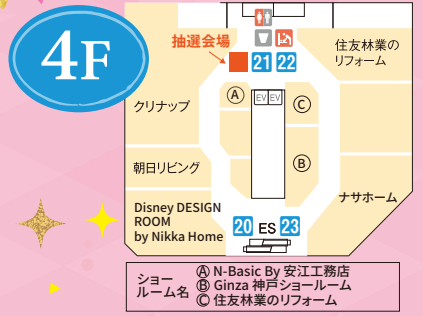 4F
抽選会場
21 22
住友林業の
リフォーム
クリナップ
Ⓐ
EV EV
Ⓒ
朝日リビング
Ⓑ
Disney DESIGN
ROOM
by Nikka Home
ナサホーム
20 ES 23
ショー
ルーム名
Ⓐ N-Basic By 安江工務店
Ⓑ Ginza 神戸ショールーム
Ⓒ 住友林業のリフォーム